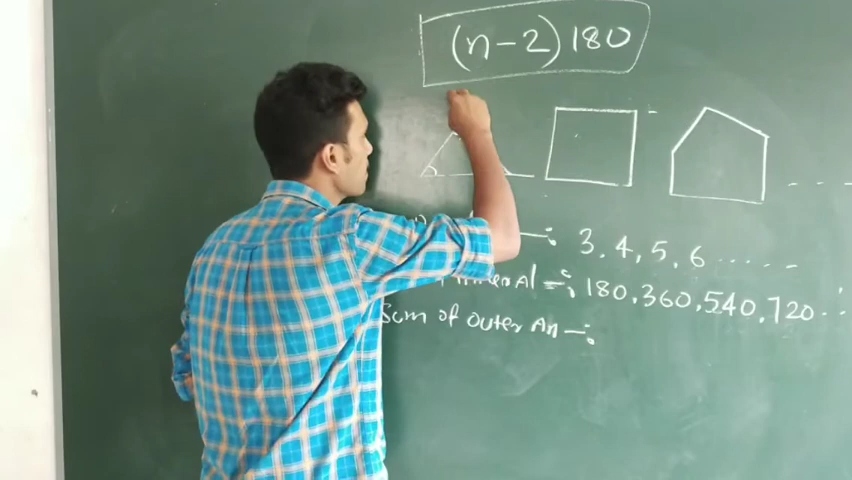 (n-2)180
3, 4, 5, 6 ......
180, 360, 540, 720, ..
Sum of outer An